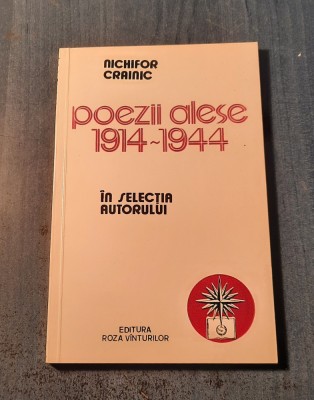 NICHIFOR
CRAINIC
poezii alese
1914~1944
ÎN SELECȚIA
AUTORULUI
EDITURA
ROZA VÎNTURILOR